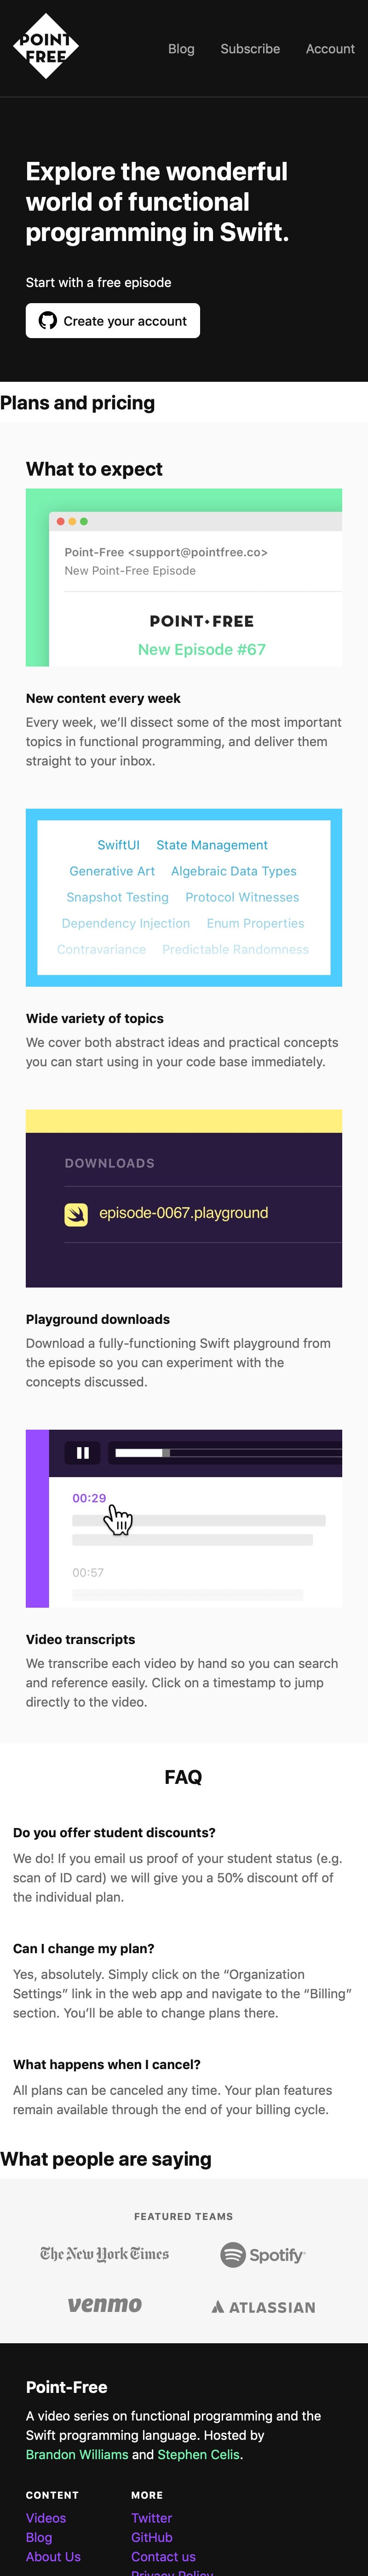 POINT
FREE
Blog Subscribe Account
Explore the wonderful
world of functional
programming in Swift.
Start with a free episode
Create your account
Plans and pricing
What to expect
Point-Free <support@pointfree.co>
New Point-Free Episode
POINT•FREE
New Episode #67
New content every week
Every week, we’ll dissect some of the most important
topics in functional programming, and deliver them
straight to your inbox.
SwiftUI State Management
Generative Art Algebraic Data Types
Snapshot Testing Protocol Witnesses
Dependency Injection Enum Properties
Contravariance Predictable Randomness
Wide variety of topics
We cover both abstract ideas and practical concepts
you can start using in your code base immediately.
DOWNLOADS
episode-0067.playground
Playground downloads
Download a fully-functioning Swift playground from
the episode so you can experiment with the
concepts discussed.
00:29
00:57
Video transcripts
We transcribe each video by hand so you can search
and reference easily. Click on a timestamp to jump
directly to the video.
FAQ
Do you offer student discounts?
We do! If you email us proof of your student status (e.g.
scan of ID card) we will give you a 50% discount off of
the individual plan.
Can I change my plan?
Yes, absolutely. Simply click on the “Organization
Settings” link in the web app and navigate to the “Billing”
section. You’ll be able to change plans there.
What happens when I cancel?
All plans can be canceled any time. Your plan features
remain available through the end of your billing cycle.
What people are saying
FEATURED TEAMS
The New York Times Spotify
venmo ATLASSIAN
Point-Free
A video series on functional programming and the
Swift programming language. Hosted by
Brandon Williams and Stephen Celis.
CONTENT MORE
Videos Twitter
Blog GitHub
About Us Contact us
Privacy Policy